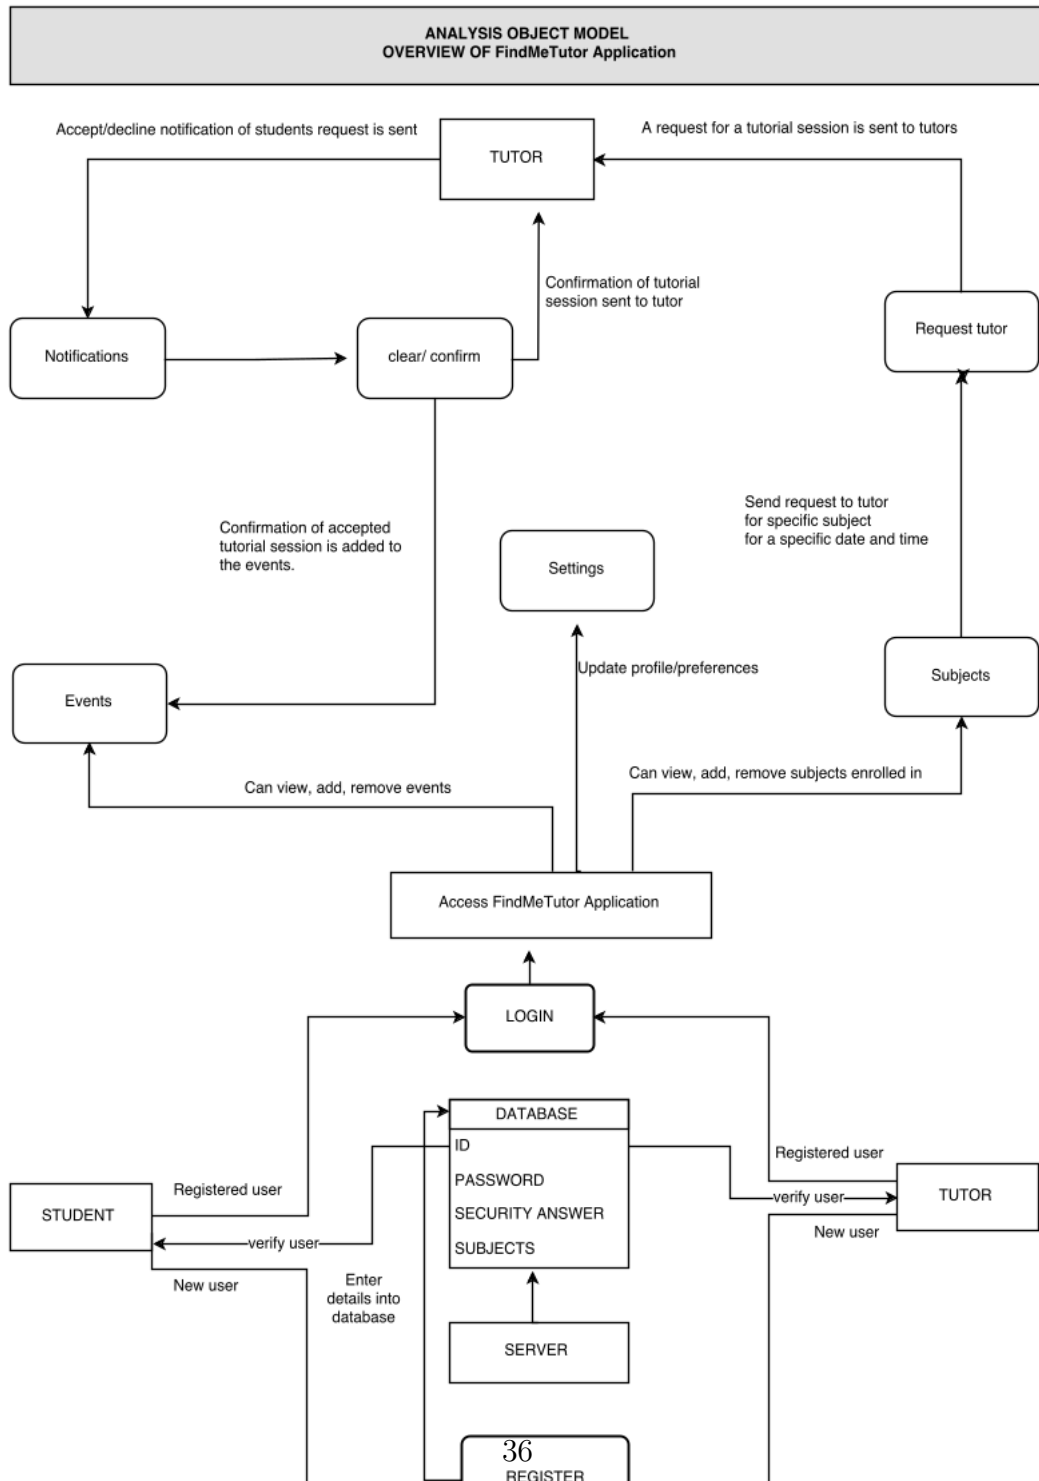 ANALYSIS OBJECT MODEL
OVERVIEW OF FindMeTutor Application
Accept/decline notification of students request is sent
TUTOR
A request for a tutorial session is sent to tutors
Confirmation of tutorial
session sent to tutor
Notifications
clear/ confirm
Request tutor
Send request to tutor
for specific subject
for a specific date and time
Confirmation of accepted
tutorial session is added to
the events.
Settings
Update profile/preferences
Events
Subjects
Can view, add, remove events
Can view, add, remove subjects enrolled in
Access FindMeTutor Application
LOGIN
DATABASE
ID
PASSWORD
SECURITY ANSWER
SUBJECTS
Registered user
STUDENT
verify user
New user
Registered user
verify user
TUTOR
New user
Enter
details into
database
SERVER
36
REGISTER